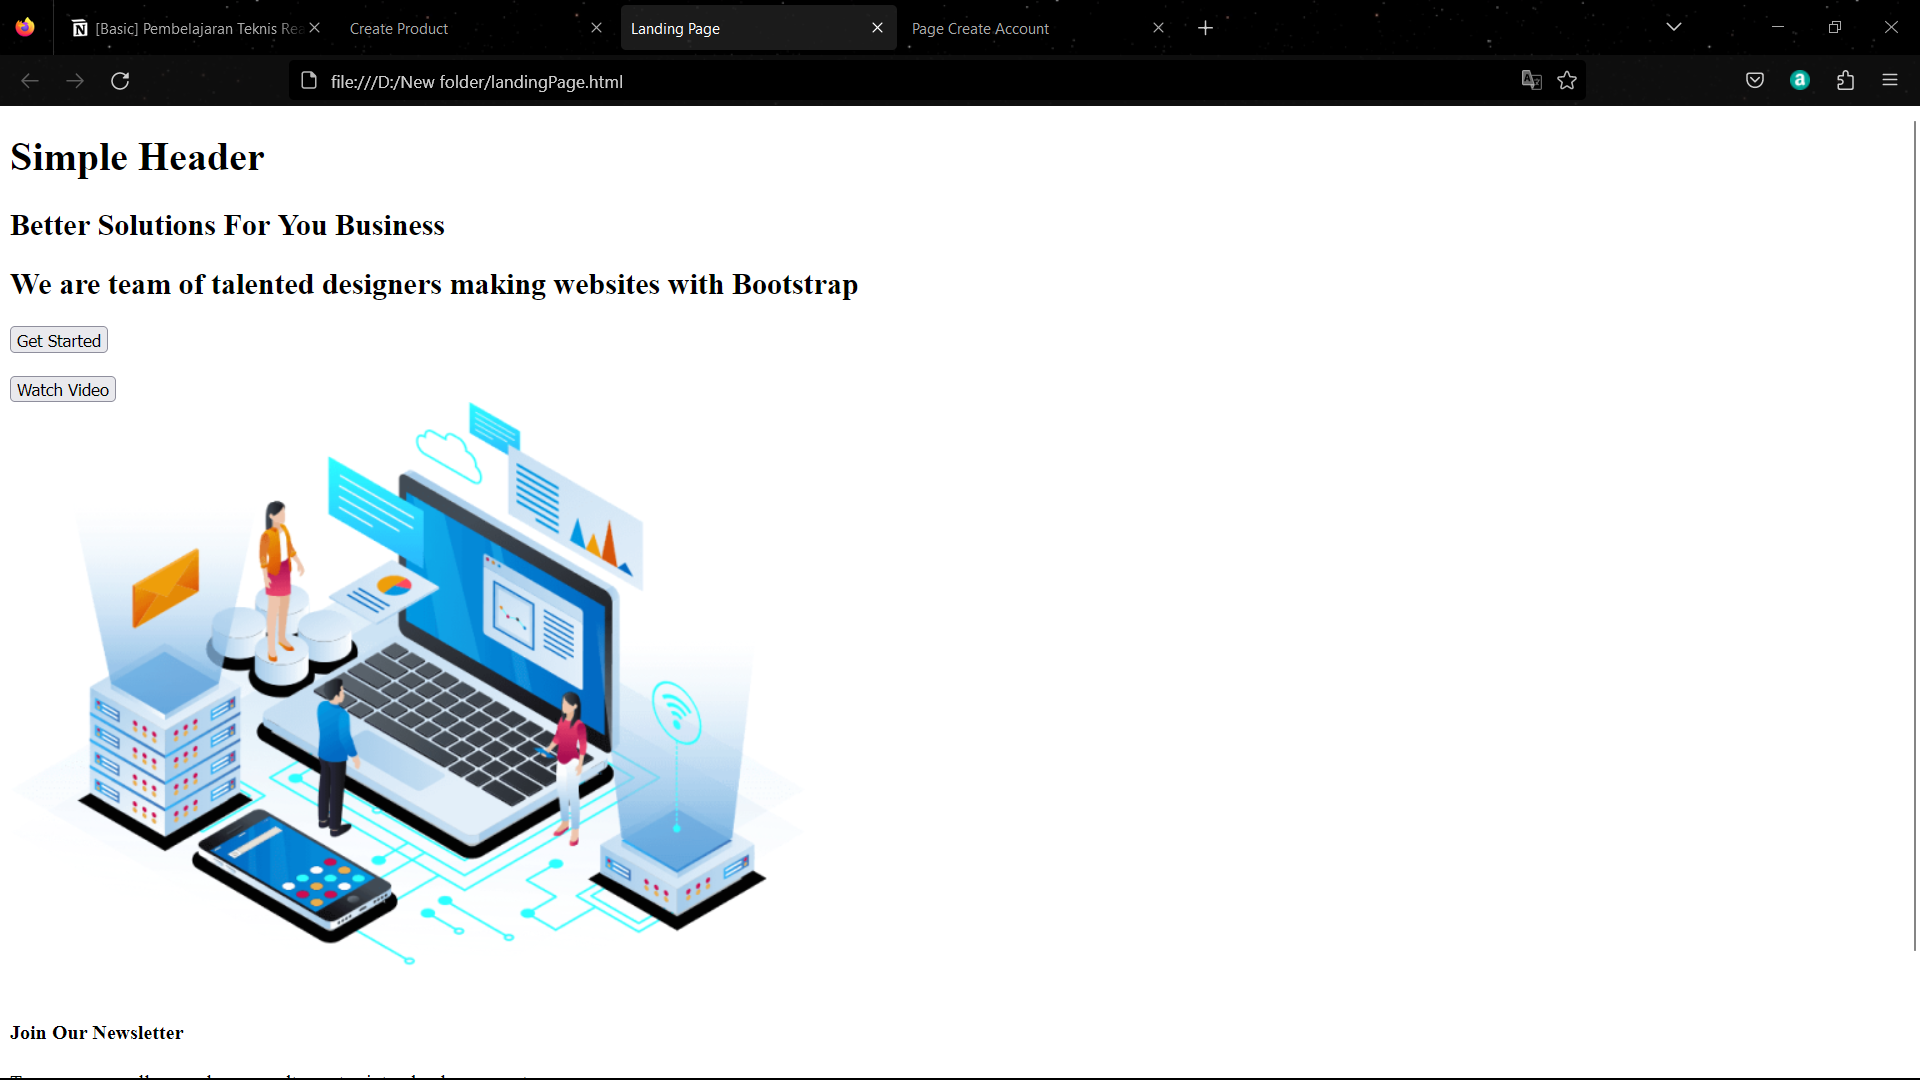 [Basic] Pembelajaran Teknis Rea
Create Product
Landing Page
Page Create Account
file:///D:/New folder/landingPage.html
Simple Header
Better Solutions For You Business
We are team of talented designers making websites with Bootstrap
Get Started
Watch Video
Join Our Newsletter